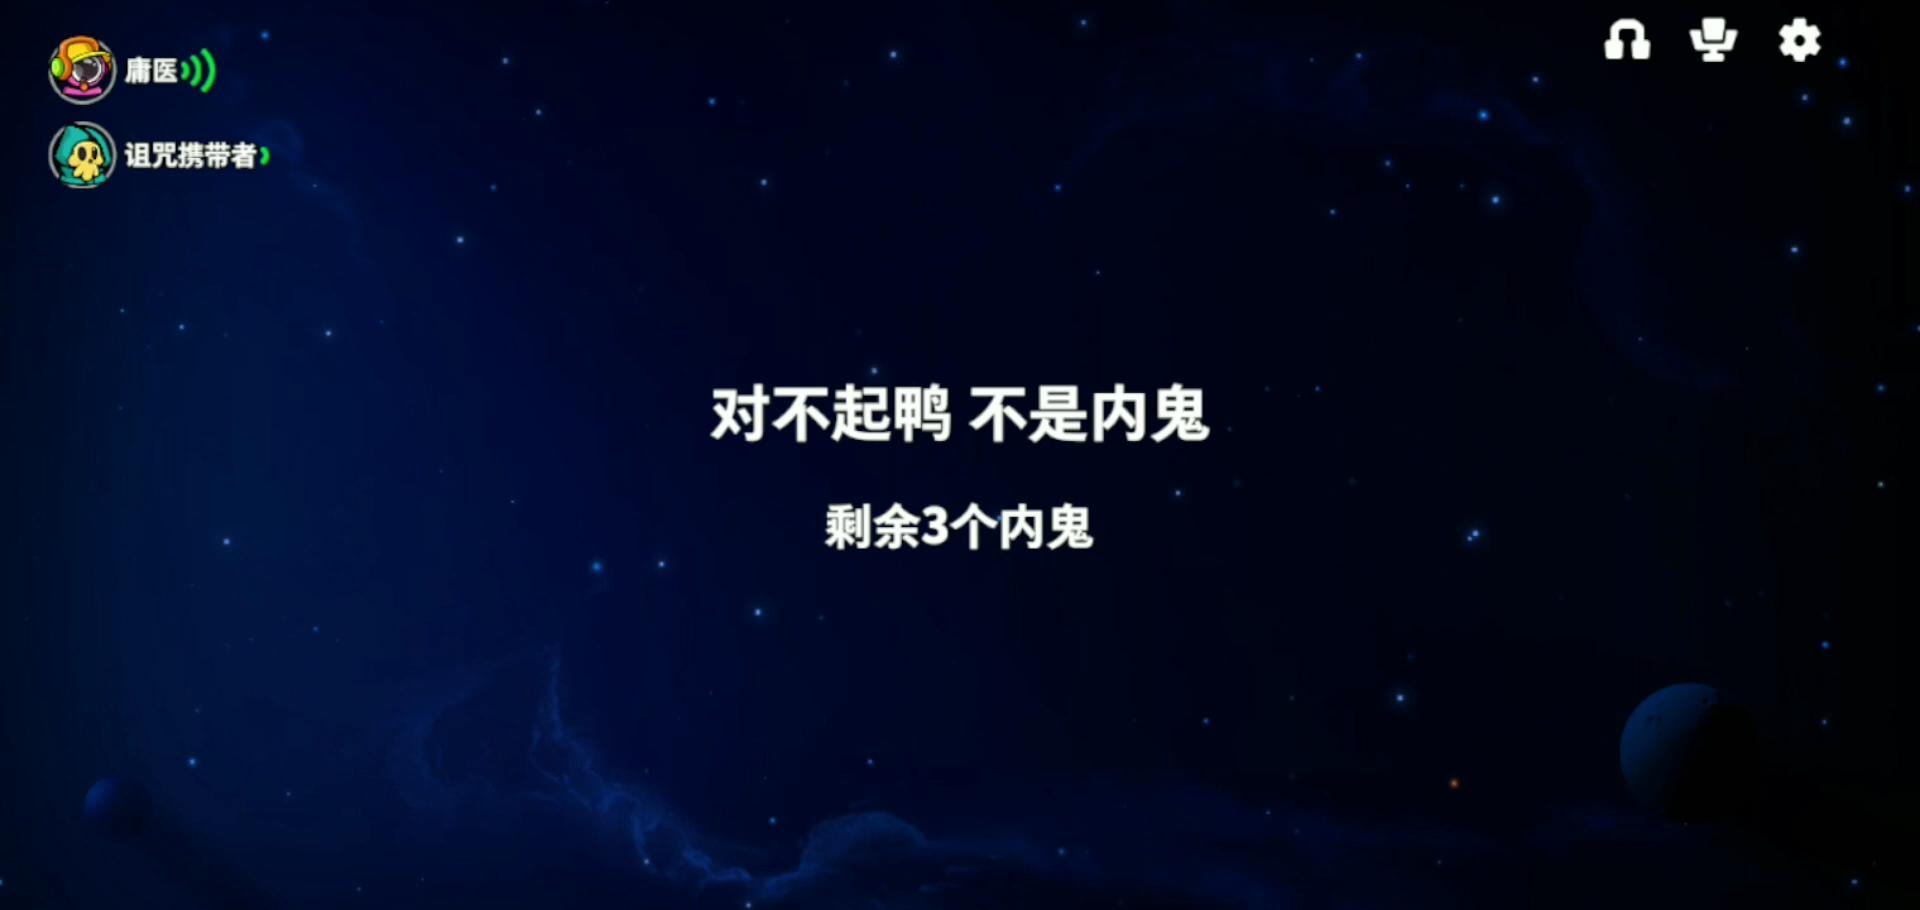 庸医
诅咒携带者
对不起鸭 不是内鬼
剩余3个内鬼